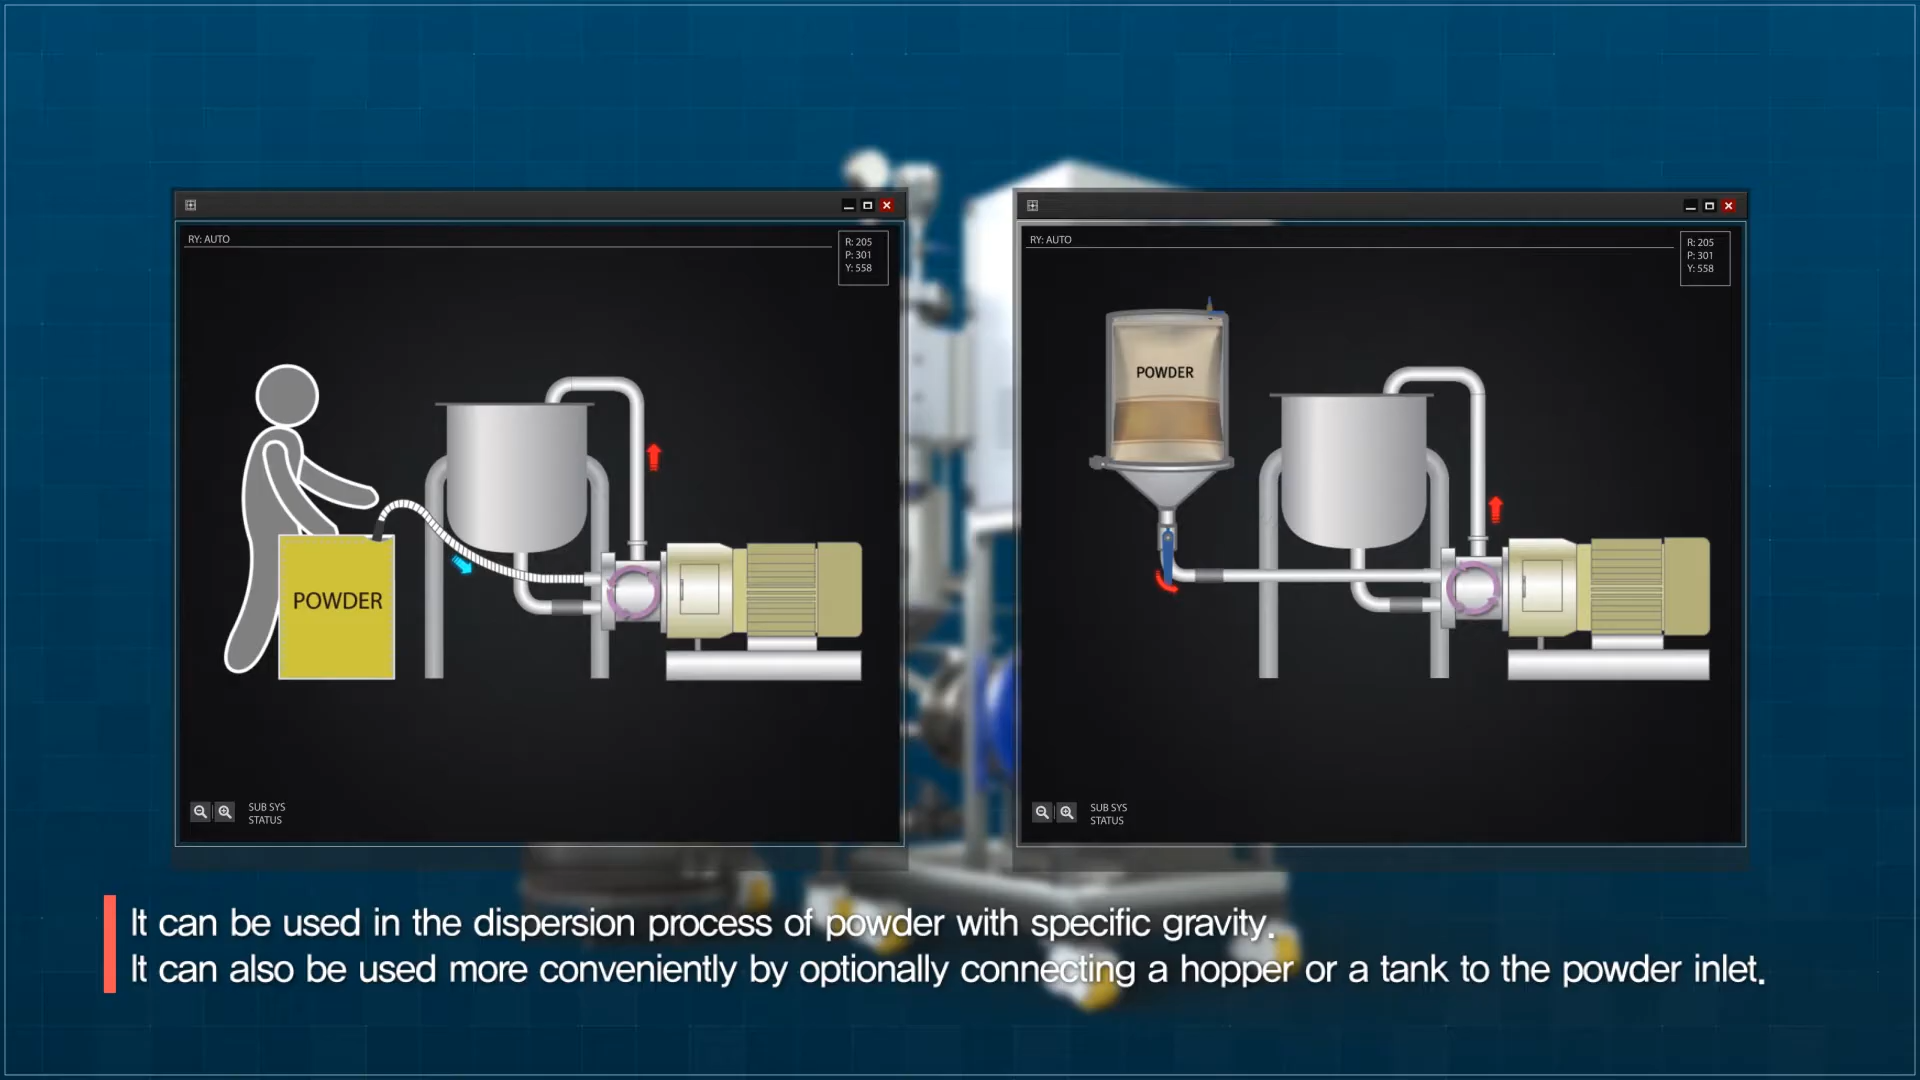 RY: AUTO
R: 205
P: 301
Y: 558
POWDER
SUB SYS
STATUS
RY: AUTO
R: 205
P: 301
Y: 558
POWDER
SUB SYS
STATUS
It can be used in the dispersion process of powder with specific gravity.
It can also be used more conveniently by optionally connecting a hopper or a tank to the powder inlet.